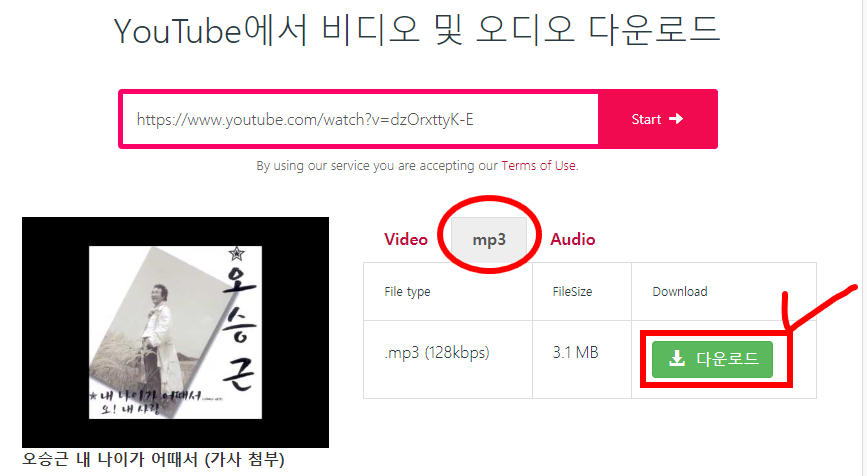 YouTube에서 비디오 및 오디오 다운로드
https://www.youtube.com/watch?v=dzOrxttyK-E
Start
By using our service you are accepting our Terms of Use.
Video mp3 Audio
File type FileSize Download
.mp3 (128kbps) 3.1 MB 다운로드
오승근
내 나이가 어때서
오! 내 사랑
오승근 내 나이가 어때서 (가사 첨부)